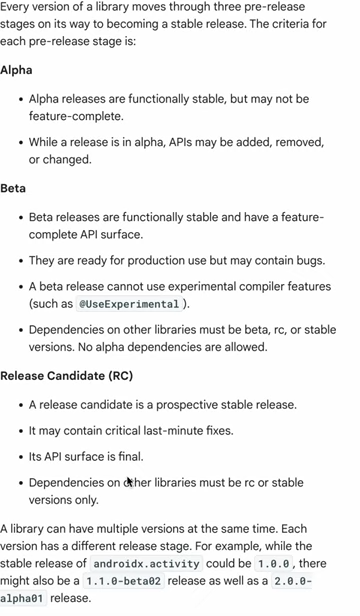 Every version of a library moves through three pre-release
stages on its way to becoming a stable release. The criteria for
each pre-release stage is:
Alpha
• Alpha releases are functionally stable, but may not be
feature-complete.
• While a release is in alpha, APIs may be added, removed,
or changed.
Beta
• Beta releases are functionally stable and have a feature-
complete API surface.
• They are ready for production use but may contain bugs.
• A beta release cannot use experimental compiler features
(such as @UseExperimental ).
• Dependencies on other libraries must be beta, rc, or stable
versions. No alpha dependencies are allowed.
Release Candidate (RC)
• A release candidate is a prospective stable release.
• It may contain critical last-minute fixes.
• Its API surface is final.
• Dependencies on other libraries must be rc or stable
versions only.
A library can have multiple versions at the same time. Each
version has a different release stage. For example, while the
stable release of androidx.activity could be 1.0.0 , there
might also be a 1.1.0-beta02 release as well as a 2.0.0-
alpha01 release.